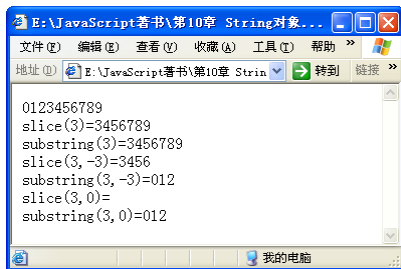 E:\JavaScript著书\第10章 String对象...
文件(F) 编辑(E) 查看(V) 收藏(A) 工具(T) 帮助 »
地址(D) E:\JavaScript著书\第10章 Strin 转到 链接 »
0123456789
slice(3)=3456789
substring(3)=3456789
slice(3,-3)=3456
substring(3,-3)=012
slice(3,0)=
substring(3,0)=012
我的电脑